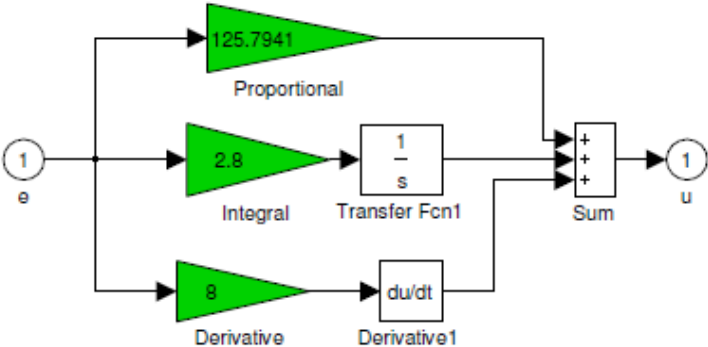 125.7941
Proportional
1
e
2.8
Integral
1
s
Transfer Fcn1
+
+
+
Sum
1
u
8
Derivative
du/dt
Derivative1